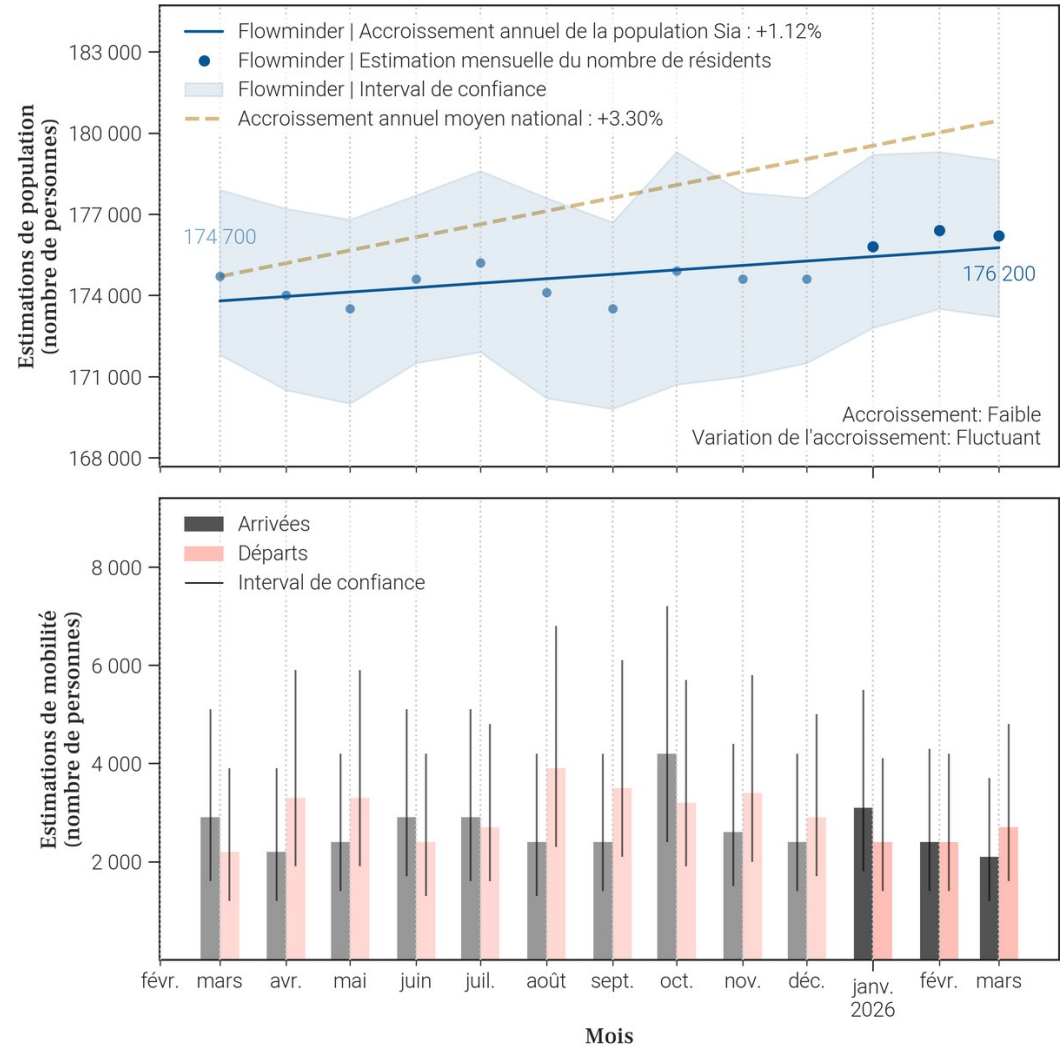 Flowminder | Accroissement annuel de la population Sia : +1.12%
Flowminder | Estimation mensuelle du nombre de résidents
Flowminder | Interval de confiance
Accroissement annuel moyen national : +3.30%
Estimations de population
(nombre de personnes)
183 000
180 000
177 000
174 000
171 000
168 000
174 700
176 200
Accroissement: Faible
Variation de l'accroissement: Fluctuant
Arrivées
Départs
Interval de confiance
Estimations de mobilité
(nombre de personnes)
8 000
6 000
4 000
2 000
févr. mars avr. mai juin juil. août sept. oct. nov. déc. janv. févr. mars
2026
Mois